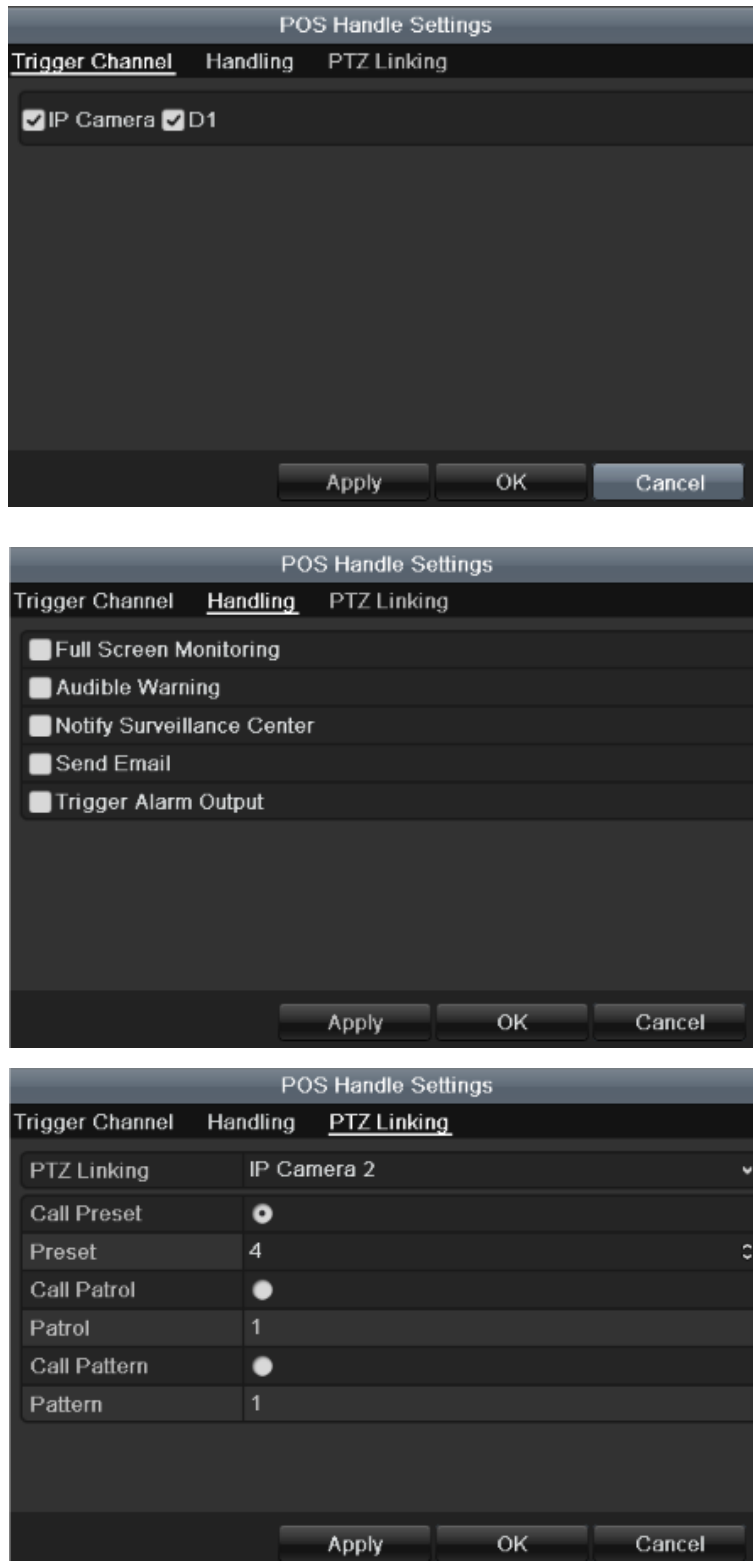 POS Handle Settings
Trigger Channel Handling PTZ Linking
IP Camera D1
Apply OK Cancel
POS Handle Settings
Trigger Channel Handling PTZ Linking
Full Screen Monitoring
Audible Warning
Notify Surveillance Center
Send Email
Trigger Alarm Output
Apply OK Cancel
POS Handle Settings
Trigger Channel Handling PTZ Linking
PTZ Linking IP Camera 2
Call Preset
Preset 4
Call Patrol
Patrol 1
Call Pattern
Pattern 1
Apply OK Cancel